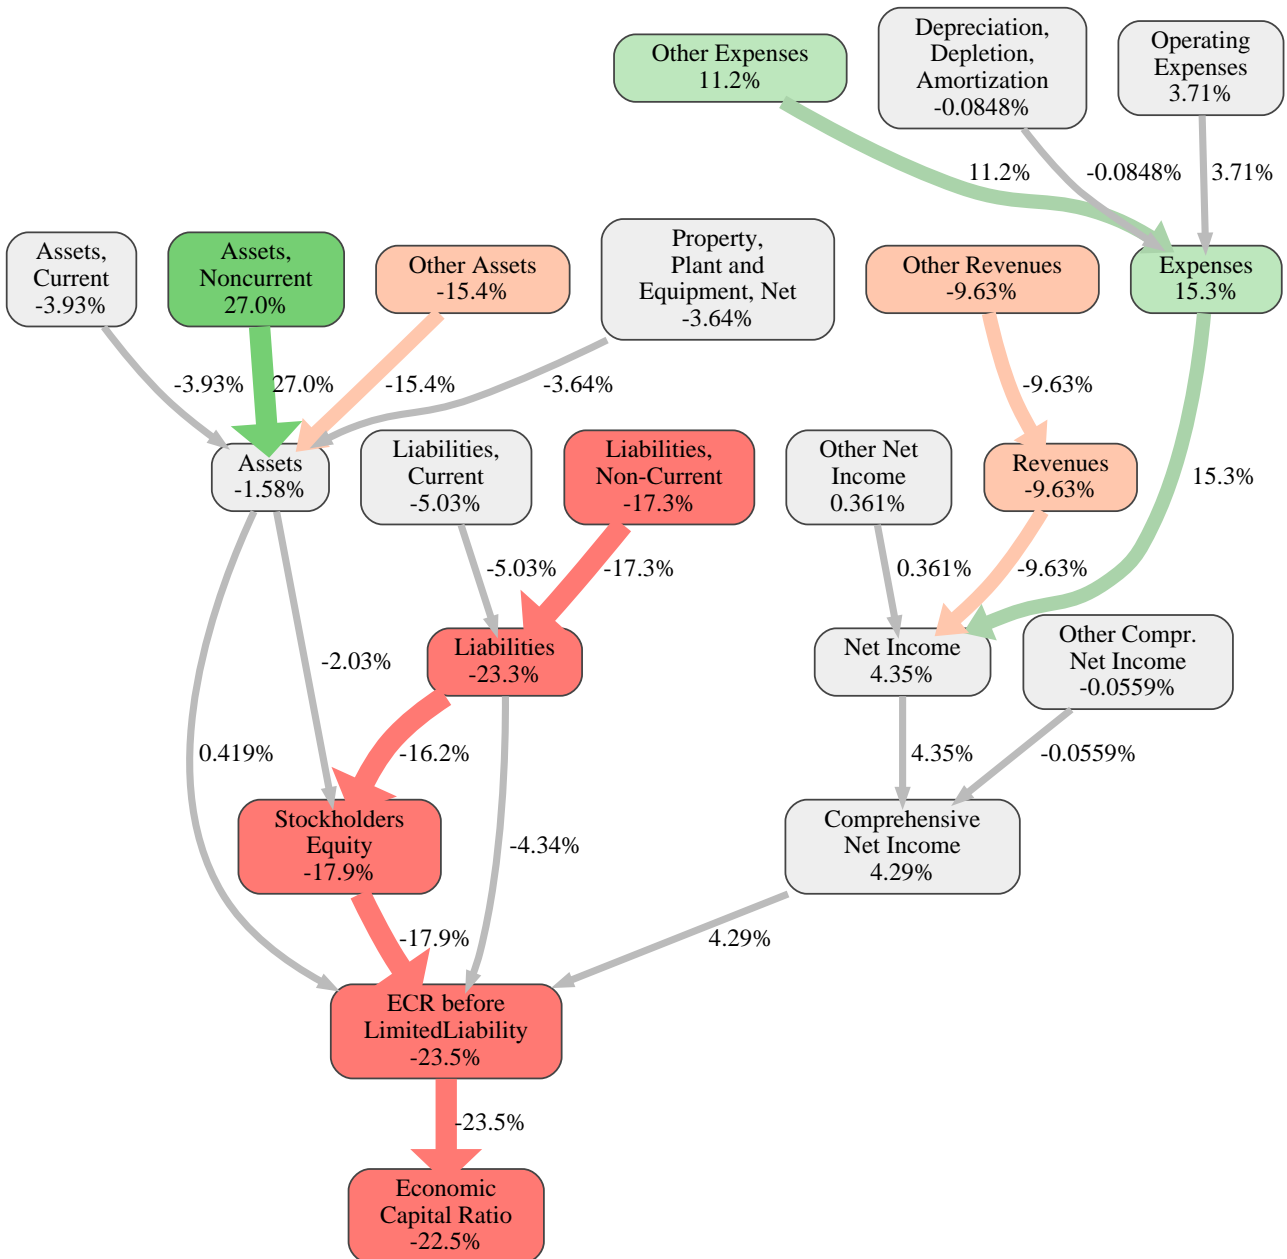 Other Expenses
11.2%
Depreciation,
Depletion,
Amortization
-0.0848%
Operating
Expenses
3.71%
11.2%
-0.0848%
3.71%
Assets,
Current
-3.93%
Assets,
Noncurrent
27.0%
Other Assets
-15.4%
Property,
Plant and
Equipment, Net
-3.64%
Other Revenues
-9.63%
Expenses
15.3%
-3.93%
27.0%
-15.4%
-3.64%
-9.63%
15.3%
Assets
-1.58%
Liabilities,
Current
-5.03%
Liabilities,
Non-Current
-17.3%
Other Net
Income
0.361%
Revenues
-9.63%
-5.03%
-17.3%
0.361%
-9.63%
Liabilities
-23.3%
-2.03%
Net Income
4.35%
Other Compr.
Net Income
-0.0559%
0.419%
-16.2%
4.35%
-0.0559%
Stockholders
Equity
-17.9%
-4.34%
Comprehensive
Net Income
4.29%
-17.9%
4.29%
ECR before
LimitedLiability
-23.5%
-23.5%
Economic
Capital Ratio
-22.5%